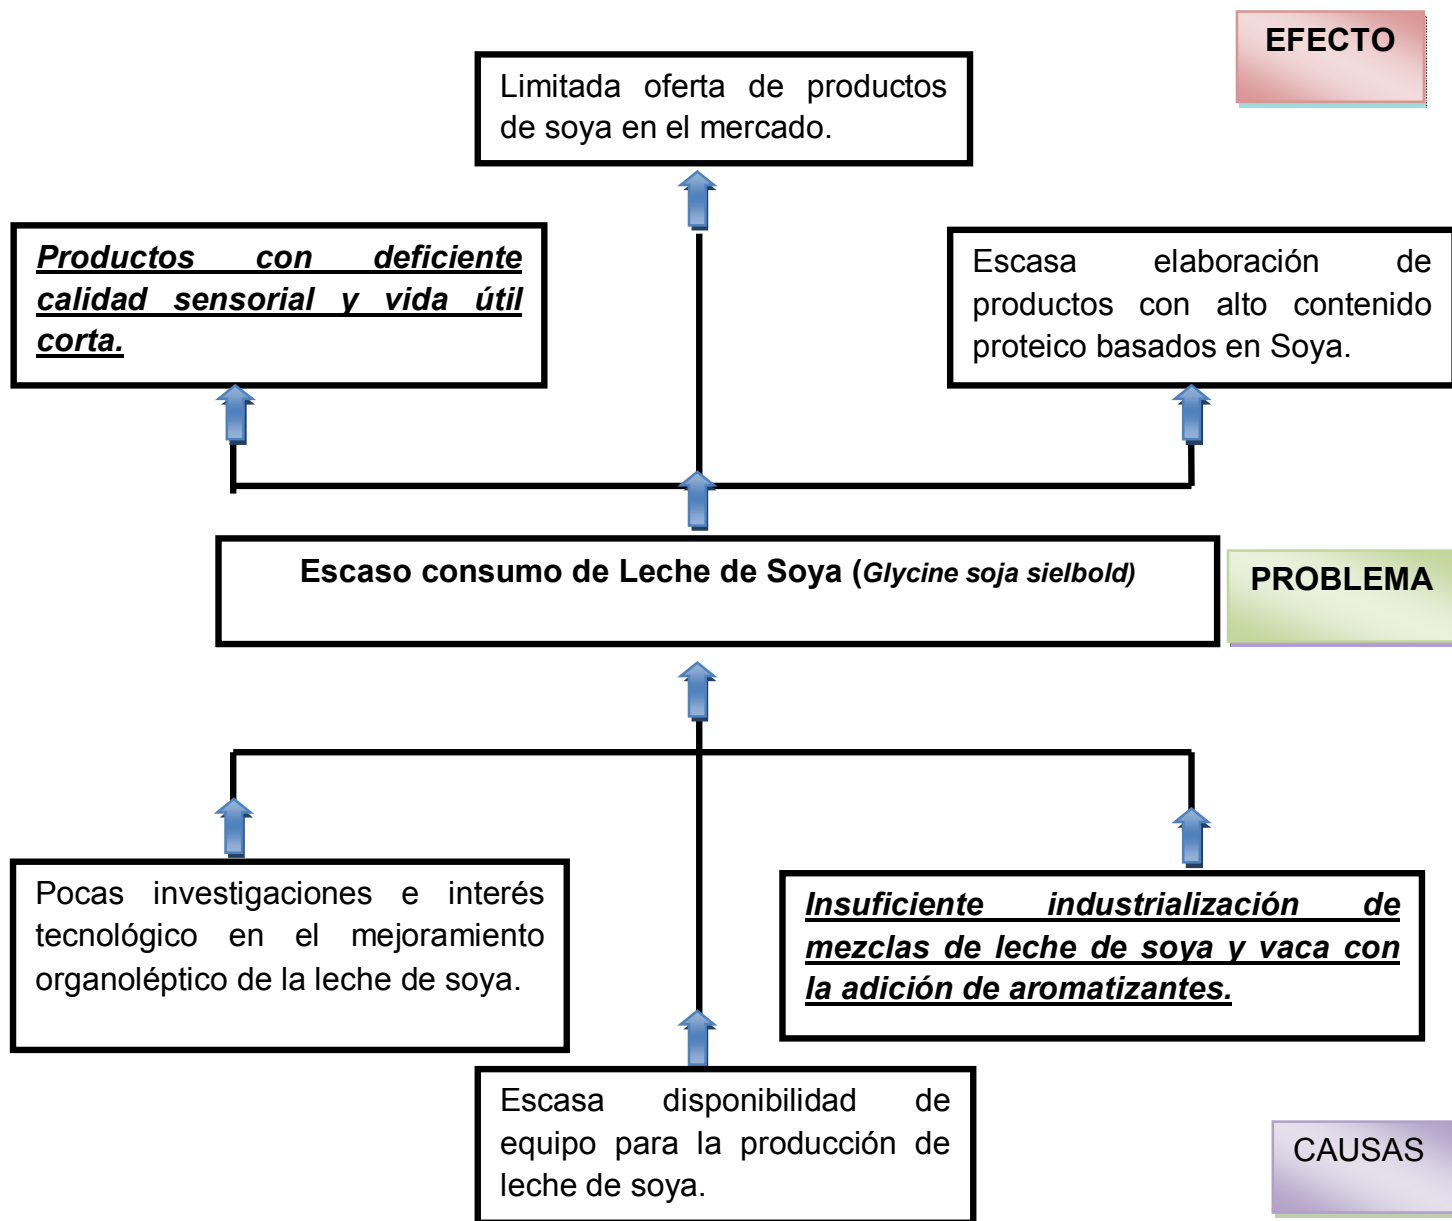 EFECTO
Limitada oferta de productos
de soya en el mercado.
Productos con deficiente
calidad sensorial y vida útil
corta.
Escasa elaboración de
productos con alto contenido
proteico basados en Soya.
Escaso consumo de Leche de Soya (Glycine soja sielbold)
PROBLEMA
Pocas investigaciones e interés
tecnológico en el mejoramiento
organoléptico de la leche de soya.
Insuficiente industrialización de
mezclas de leche de soya y vaca con
la adición de aromatizantes.
Escasa disponibilidad de
equipo para la producción de
leche de soya.
CAUSAS